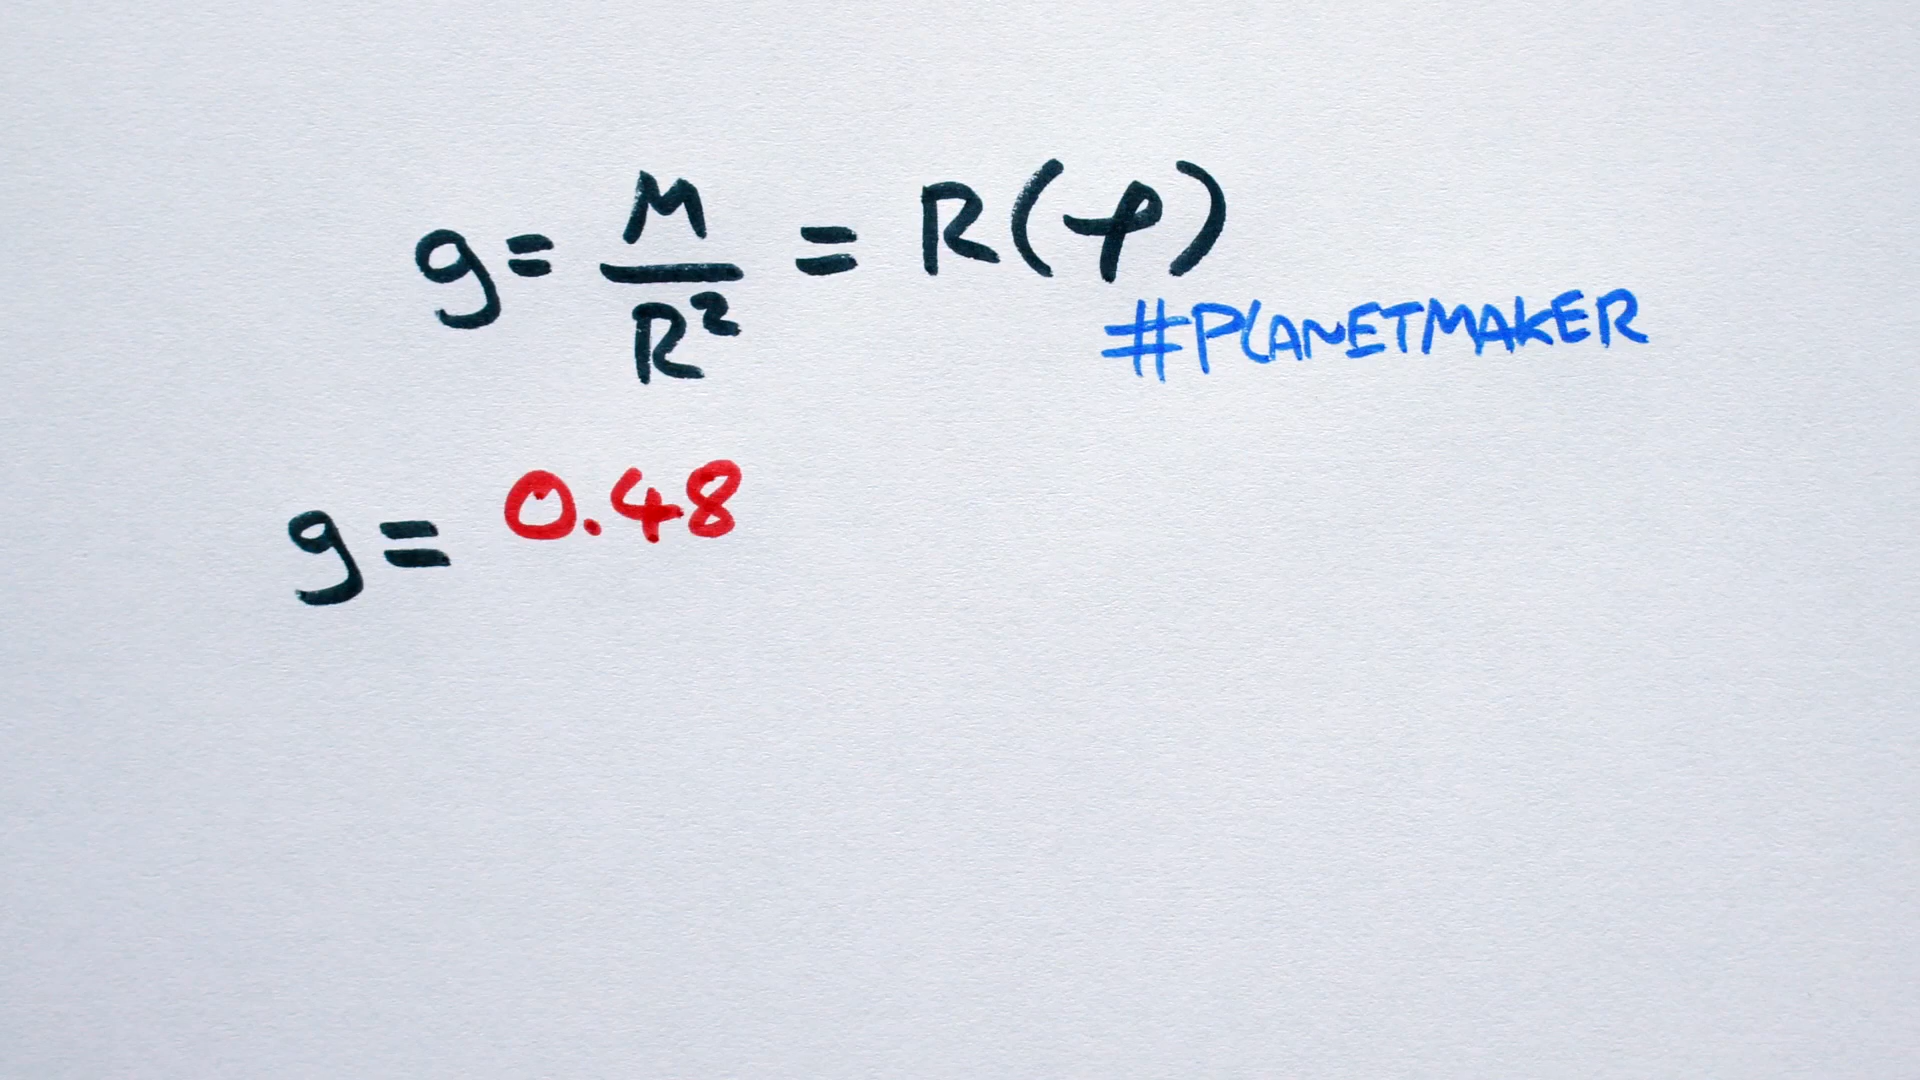 g = M/R² = R(φ)
#PLANETMAKER
g = 0.48